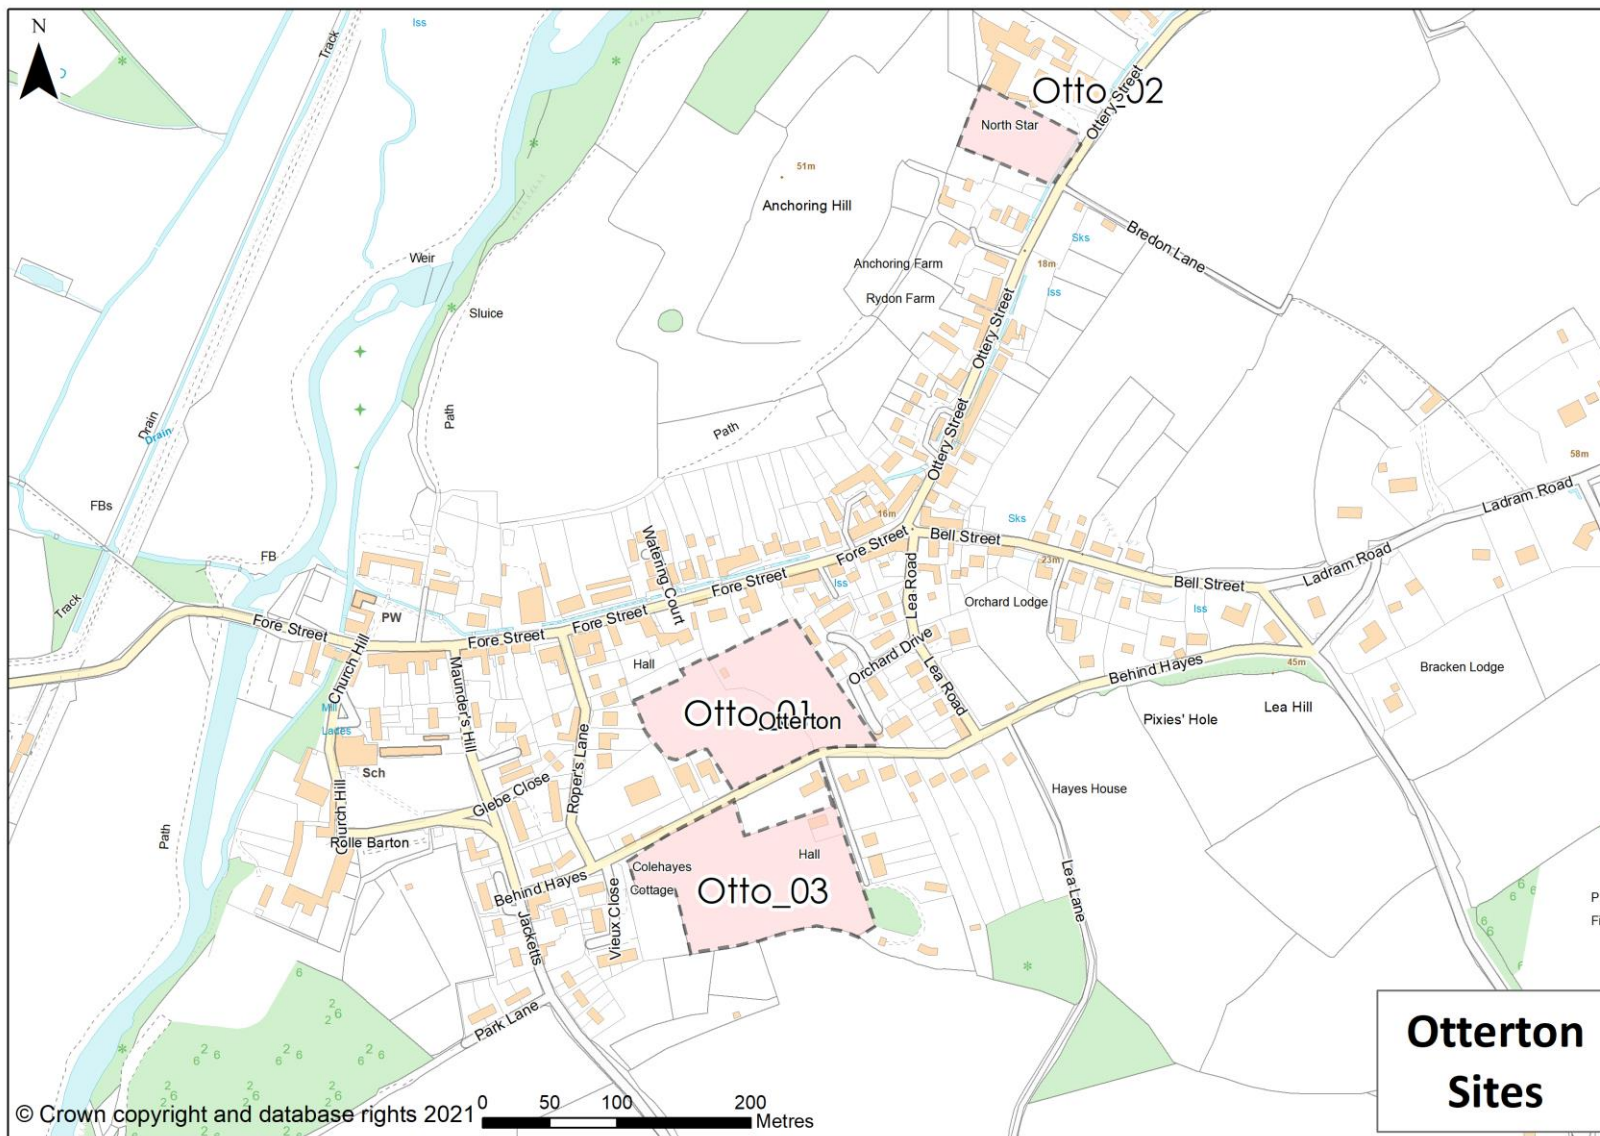 N
Iss
Track
Otto_02
North Star
Ottery Street
51m
Anchoring Hill
Bredon Lane
Sks
Weir
Anchoring Farm
18m
Iss
Rydon Farm
Sluice
Ottery Street
Drain
Drain
Path
Path
Ottery Street
58m
Ladram Road
FBs
16m
Sks
Watering Court
Fore Street
Bell Street
FB
23m
Ladram Road
Fore Street
Iss
Lea Road
Bell Street
Track
PW
Orchard Lodge
Iss
Fore Street
Fore Street
Fore Street
Orchard Drive
Church Hill
Maunder's Hill
Hall
Lea Road
Behind Hayes
45m
Bracken Lodge
Mill
Lades
Otto_01
Otterton
Pixies' Hole
Lea Hill
Roper's Lane
Sch
Glebe Close
Hayes House
Church Hill
Path
Rolle Barton
Hall
Colehayes
Cottage
Otto_03
Behind Hayes
Vieux Close
Lea Lane
Jacketts
Park Lane
Otterton
Sites
© Crown copyright and database rights 2021
0 50 100 200
Metres